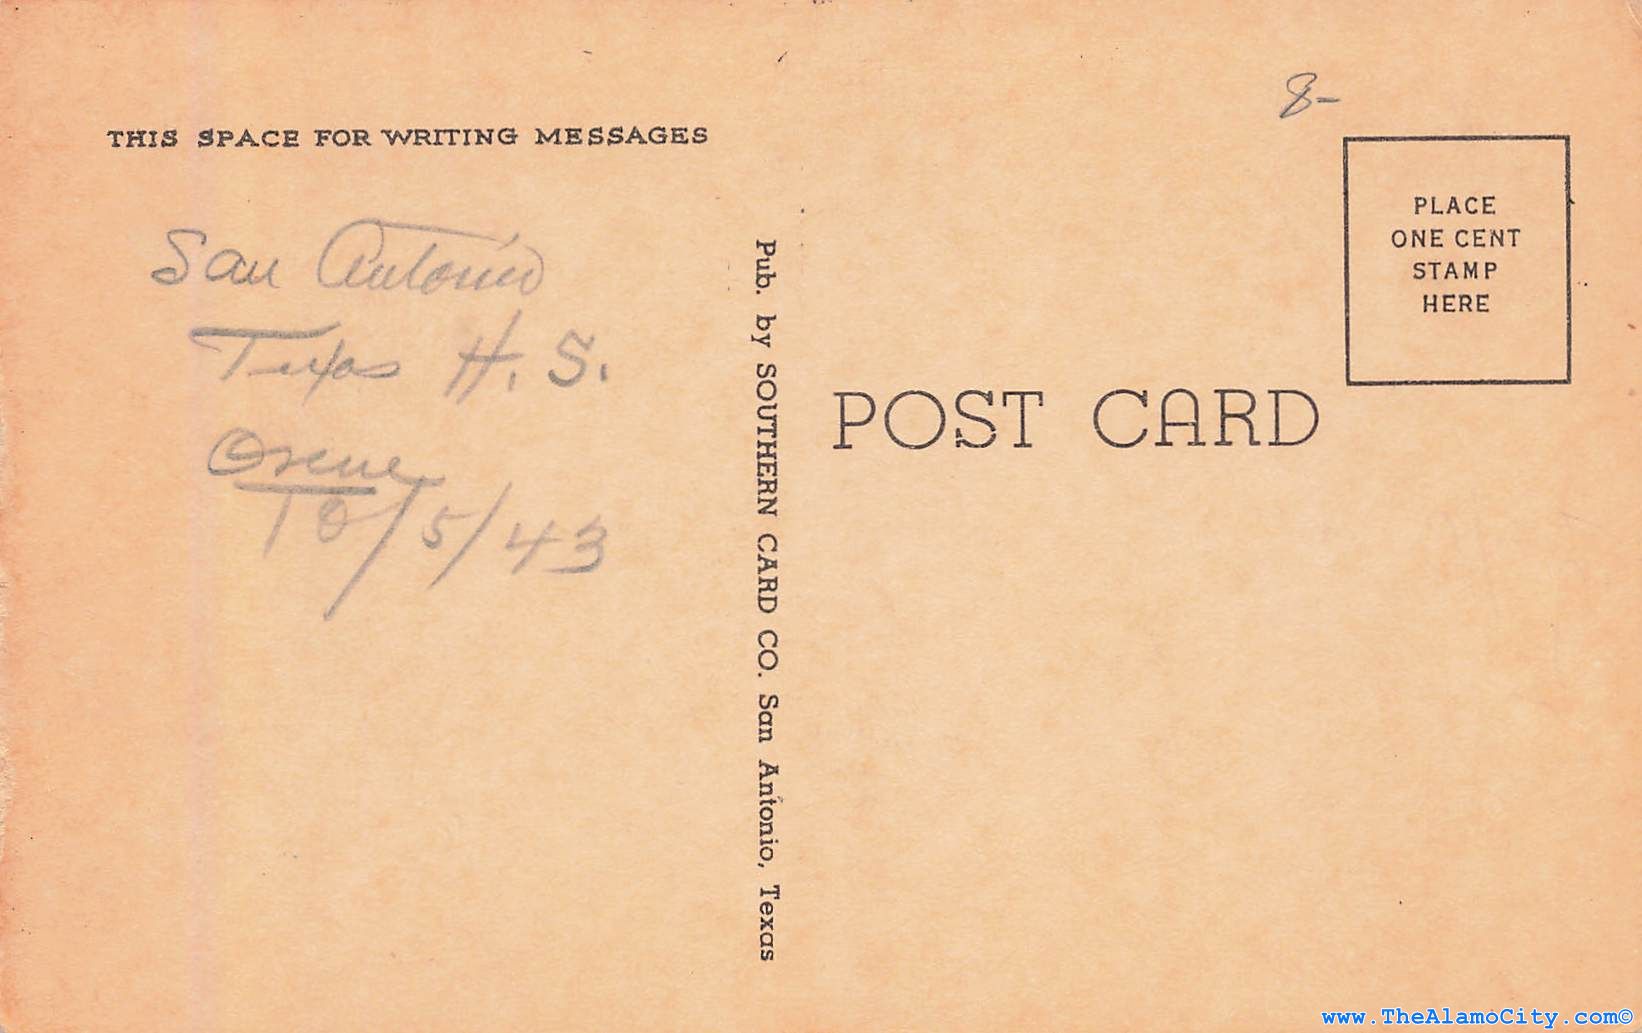 8-
THIS SPACE FOR WRITING MESSAGES
San Antonio
Texas H. S.
10/5/43
Pub. by SOUTHERN CARD CO. San Antonio, Texas
POST CARD
PLACE
ONE CENT
STAMP
HERE
www.TheAlamoCity.com©